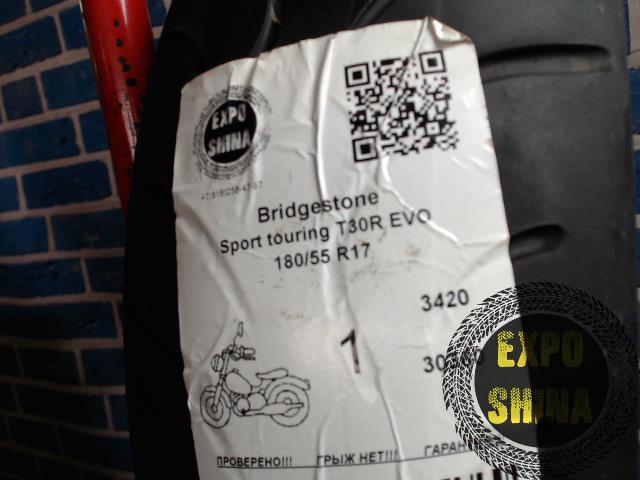 EXPO
SHINA
Bridgestone
Sport touring T30R EVO
180/55 R17
3420
1
ПРОВЕРЕНО!!! ГРЫЖ НЕТ!!!
EXPO
SHINA